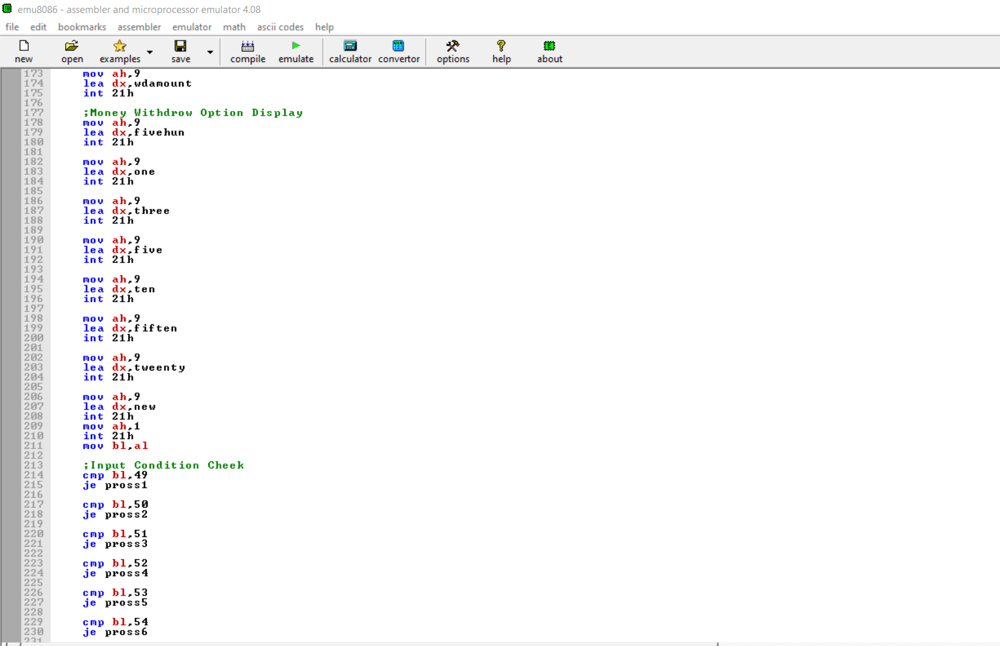 emu8086 - assembler and microprocessor emulator 4.08
file edit bookmarks assembler emulator math ascii codes help
new open examples save compile emulate calculator convertor options help about
173 mov ah,9
174 lea dx,wdamount
175 int 21h
176
177 ;Money Withdrow Option Display
178 mov ah,9
179 lea dx,fivehun
180 int 21h
181
182 mov ah,9
183 lea dx,one
184 int 21h
185
186 mov ah,9
187 lea dx,three
188 int 21h
189
190 mov ah,9
191 lea dx,five
192 int 21h
193
194 mov ah,9
195 lea dx,ten
196 int 21h
197
198 mov ah,9
199 lea dx,fiften
200 int 21h
201
202 mov ah,9
203 lea dx,tweenty
204 int 21h
205
206 mov ah,9
207 lea dx,new
208 int 21h
209 mov ah,1
210 int 21h
211 mov bl,al
212
213 ;Input Condition Cheek
214 cmp bl,49
215 je pross1
216
217 cmp bl,50
218 je pross2
219
220 cmp bl,51
221 je pross3
222
223 cmp bl,52
224 je pross4
225
226 cmp bl,53
227 je pross5
228
229 cmp bl,54
230 je pross6
231